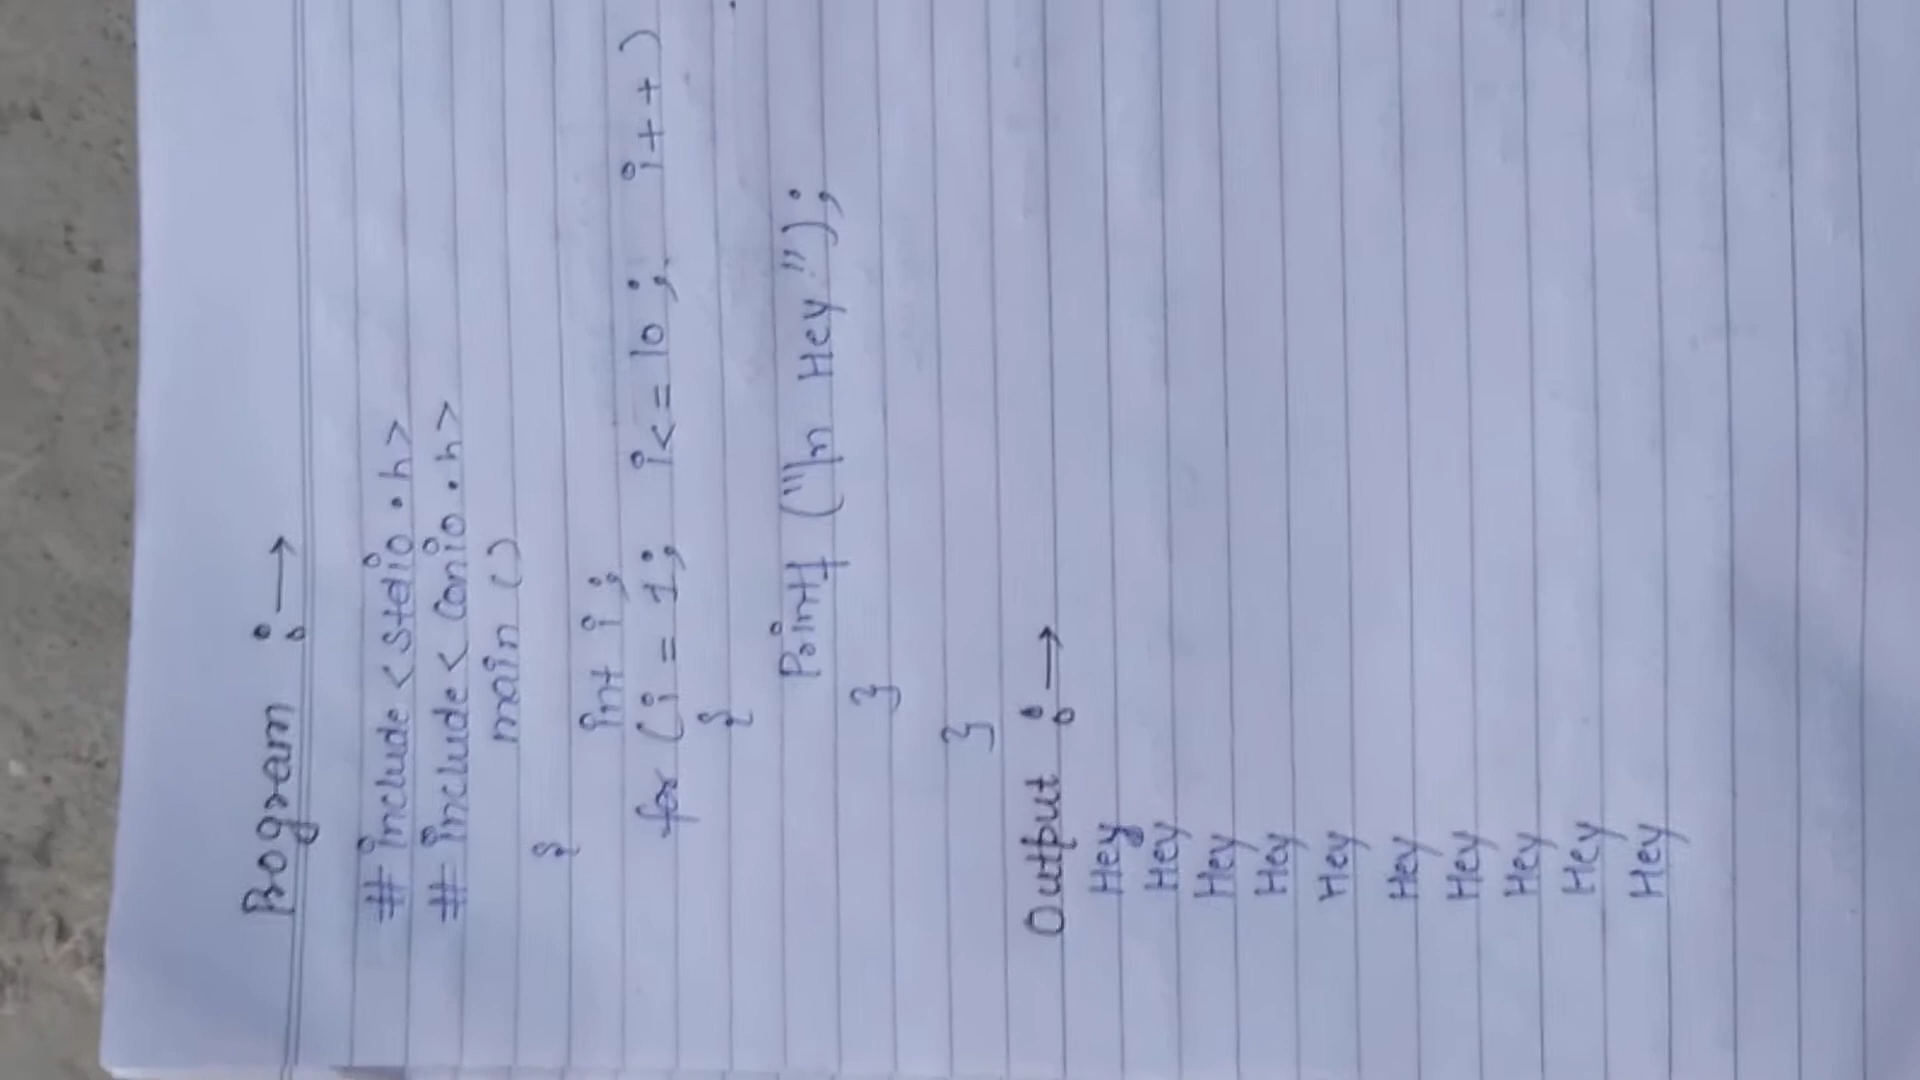 Program :→
# include <stdio.h>
# include < conio.h>
main ()
{
int i ;
for (i = 1; i <= 10 ; i++ )
{
Printf ("\n Hey");
}
}
Output :→
Hey
Hey
Hey
Hey
Hey
Hey
Hey
Hey
Hey
Hey